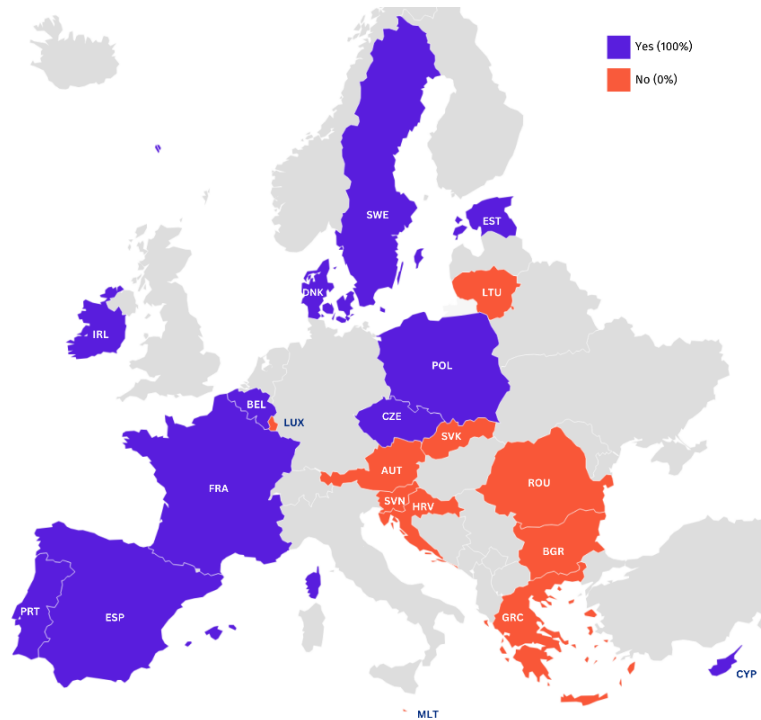 Yes (100%)
No (0%)
SWE
EST
DNK
LTU
IRL
POL
BEL
CZE
LUX
SVK
AUT
FRA
ROU
SVN
HRV
BGR
PRT
ESP
GRC
CYP
MLT